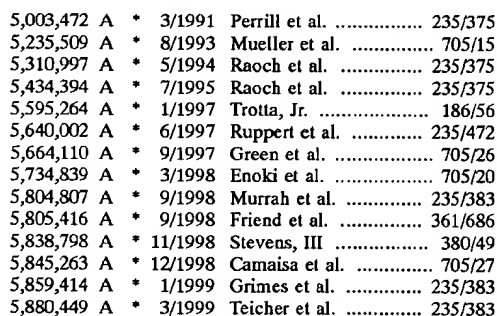 5,003,472 A * 3/1991 Perrill et al. ................ 235/375
5,235,509 A * 8/1993 Mueller et al. .............. 705/15
5,310,997 A * 5/1994 Raoch et al. ............... 235/375
5,434,394 A * 7/1995 Raoch et al. ............... 235/375
5,595,264 A * 1/1997 Trotta, Jr. ..................... 186/56
5,640,002 A * 6/1997 Ruppert et al. ............. 235/472
5,664,110 A * 9/1997 Green et al. ................. 705/26
5,734,839 A * 3/1998 Enoki et al. ................. 705/20
5,804,807 A * 9/1998 Murrah et al. .............. 235/383
5,805,416 A * 9/1998 Friend et al. ................ 361/686
5,838,798 A * 11/1998 Stevens, III ................. 380/49
5,845,263 A * 12/1998 Camaisa et al. .............. 705/27
5,859,414 A * 1/1999 Grimes et al. ............... 235/383
5,880,449 A * 3/1999 Teicher et al. .............. 235/383